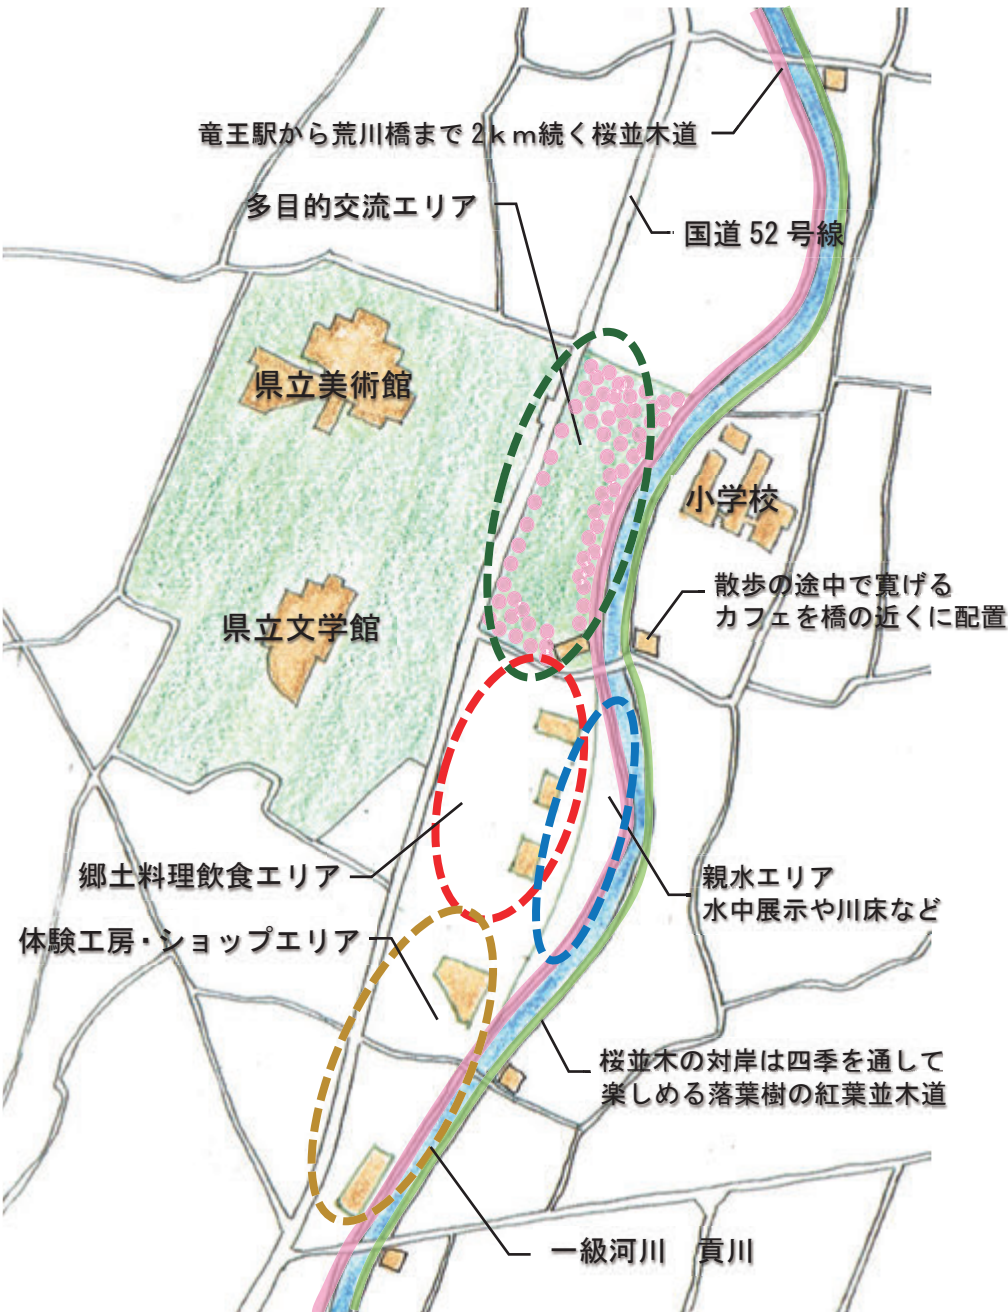 竜王駅から荒川橋まで2km続く桜並木道
多目的交流エリア
国道52号線
県立美術館
小学校
散歩の途中で寛げる
カフェを橋の近くに配置
県立文学館
郷土料理飲食エリア
親水エリア
水中展示や川床など
体験工房・ショップエリア
桜並木の対岸は四季を通して
楽しめる落葉樹の紅葉並木道
一級河川　貢川